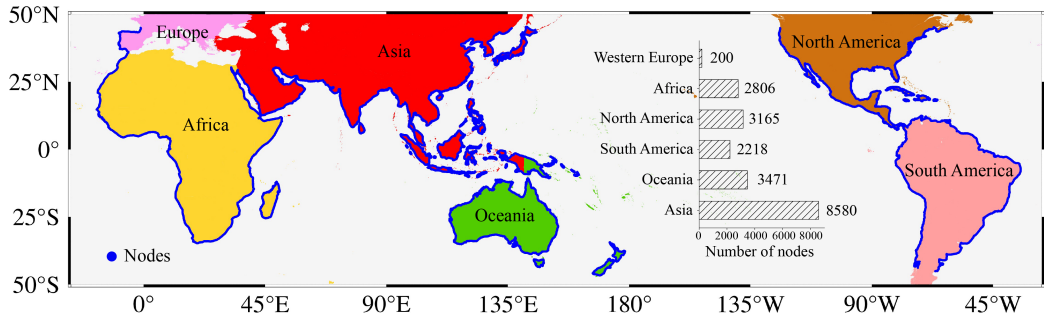 50°N
25°N
0°
25°S
50°S
Europe
Asia
Africa
Oceania
North America
South America
Nodes
Western Europe 200
Africa 2806
North America 3165
South America 2218
Oceania 3471
Asia 8580
0 2000 4000 6000 8000
Number of nodes
0° 45°E 90°E 135°E 180° 135°W 90°W 45°W